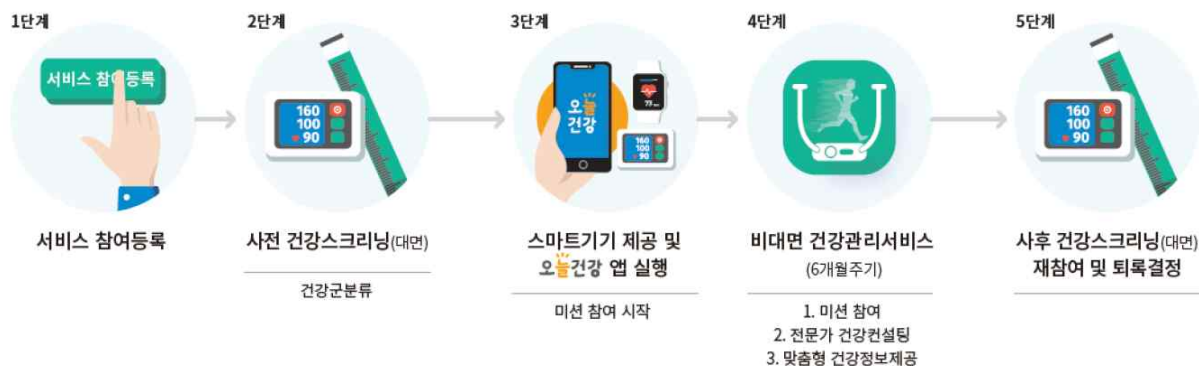 1단계
서비스 참여등록
서비스 참여등록
2단계
160
100
90
사전 건강스크리닝(대면)
건강군분류
3단계
오늘
건강
73
160
100
90
스마트기기 제공 및
오늘건강 앱 실행
미션 참여 시작
4단계
비대면 건강관리서비스
(6개월주기)
1. 미션 참여
2. 전문가 건강컨설팅
3. 맞춤형 건강정보제공
5단계
160
100
90
사후 건강스크리닝(대면)
재참여 및 퇴록결정